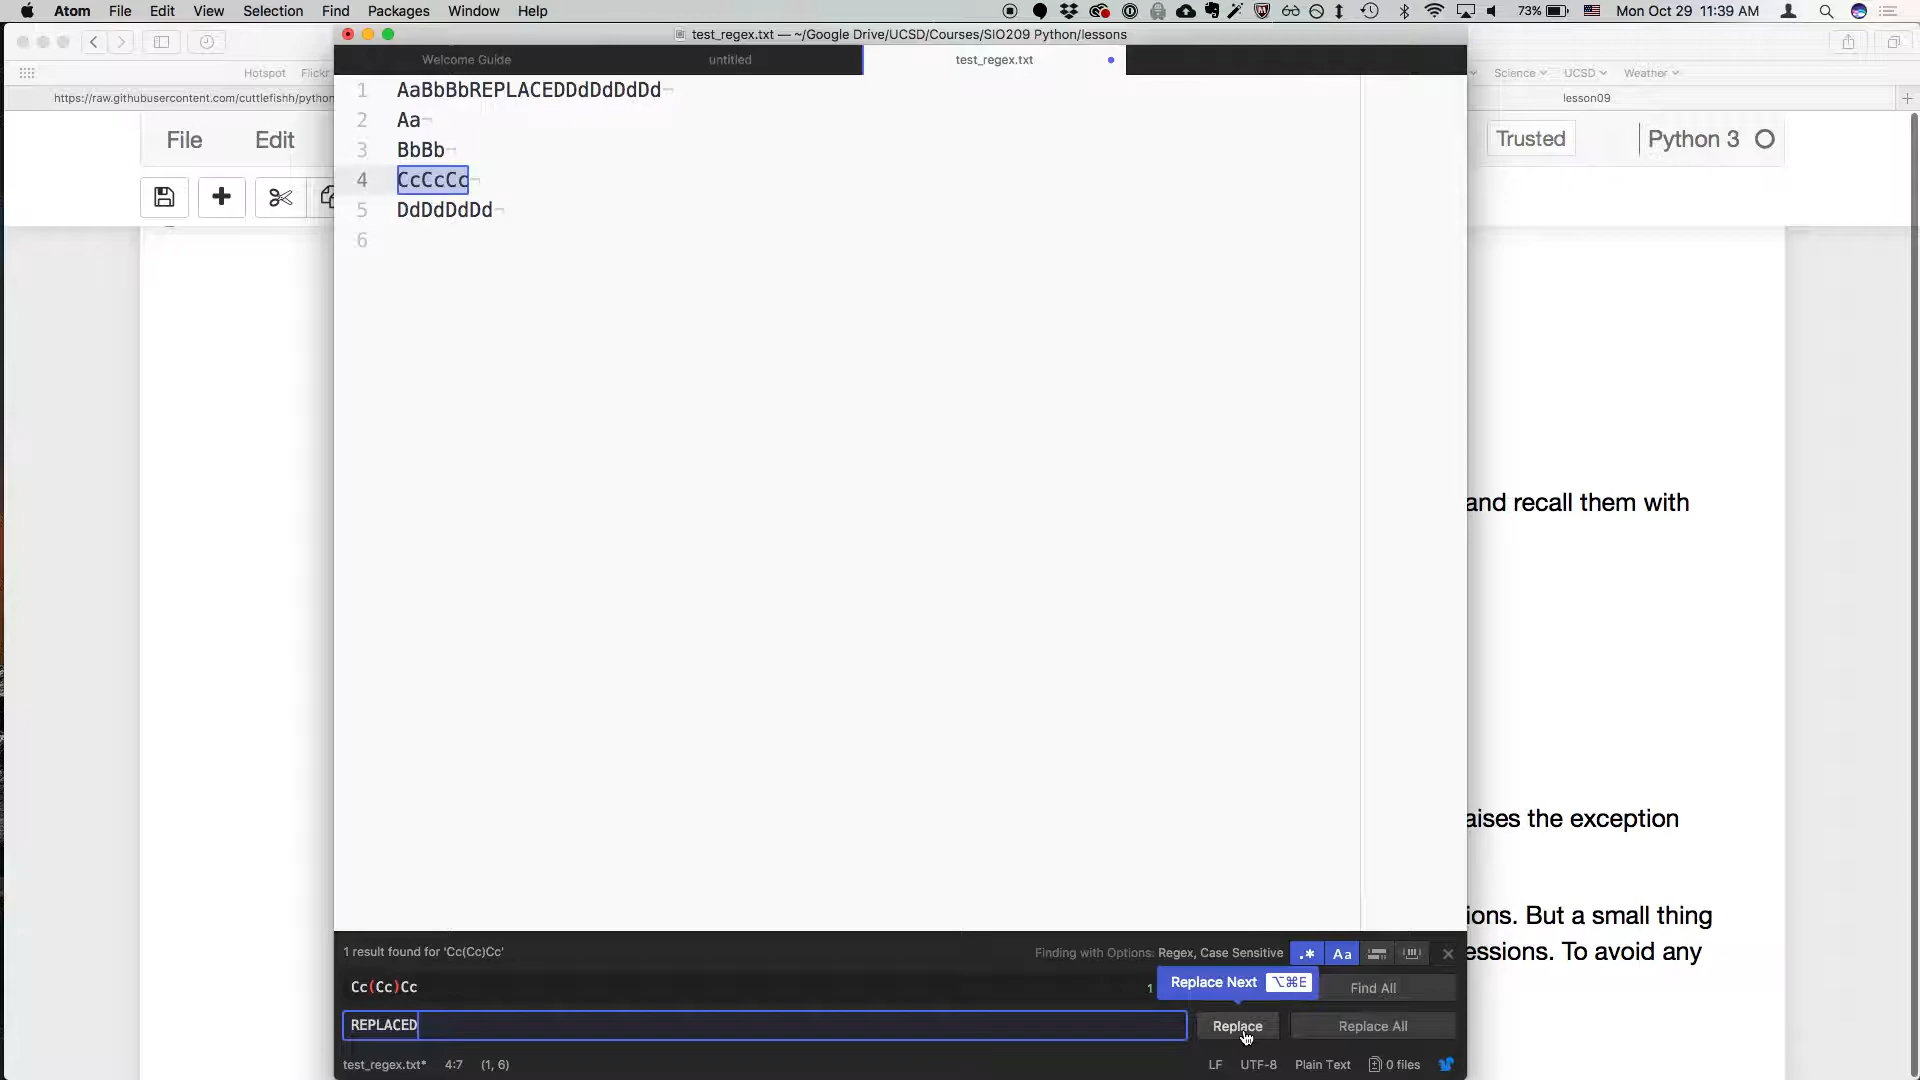 Atom File Edit View Selection Find Packages Window Help 73% Mon Oct 29 11:39 AM
test_regex.txt — ~/Google Drive/UCSD/Courses/SIO209 Python/lessons
Welcome Guide untitled test_regex.txt
Hotspot Flickr Science UCSD Weather
https://raw.githubusercontent.com/cuttlefishh/python lesson09
File Edit Trusted Python 3
1 AaBbBbREPLACEDDdDdDdDd
2 Aa
3 BbBb
4 CcCcCc
5 DdDdDdDd
6
and recall them with
aises the exception
ions. But a small thing
essions. To avoid any
1 result found for 'Cc(Cc)Cc' Finding with Options: Regex, Case Sensitive .* Aa
Cc(Cc)Cc 1 Replace Next ⌥⌘E Find All
REPLACED Replace Replace All
test_regex.txt* 4:7 (1, 6) LF UTF-8 Plain Text 0 files